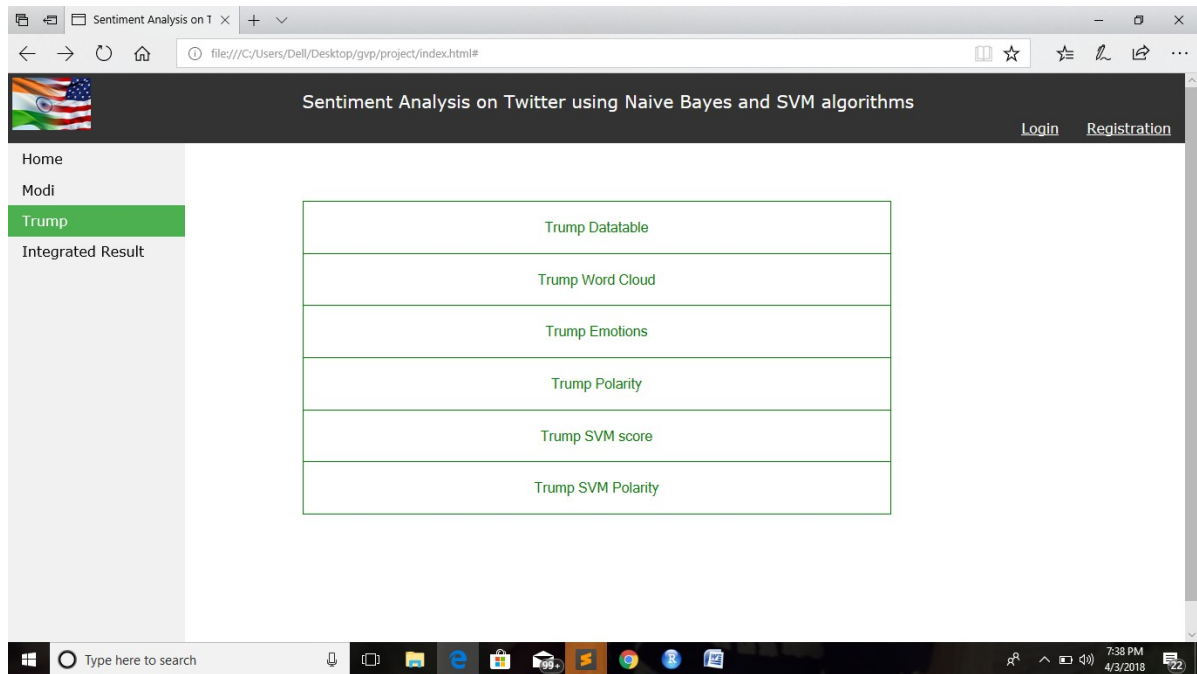 Sentiment Analysis on T
file:///C:/Users/Dell/Desktop/gvp/project/index.html#
Sentiment Analysis on Twitter using Naive Bayes and SVM algorithms
Login Registration
Home
Modi
Trump
Integrated Result
Trump Datatable
Trump Word Cloud
Trump Emotions
Trump Polarity
Trump SVM score
Trump SVM Polarity
Type here to search
99+
R
W
7:38 PM
4/3/2018
22